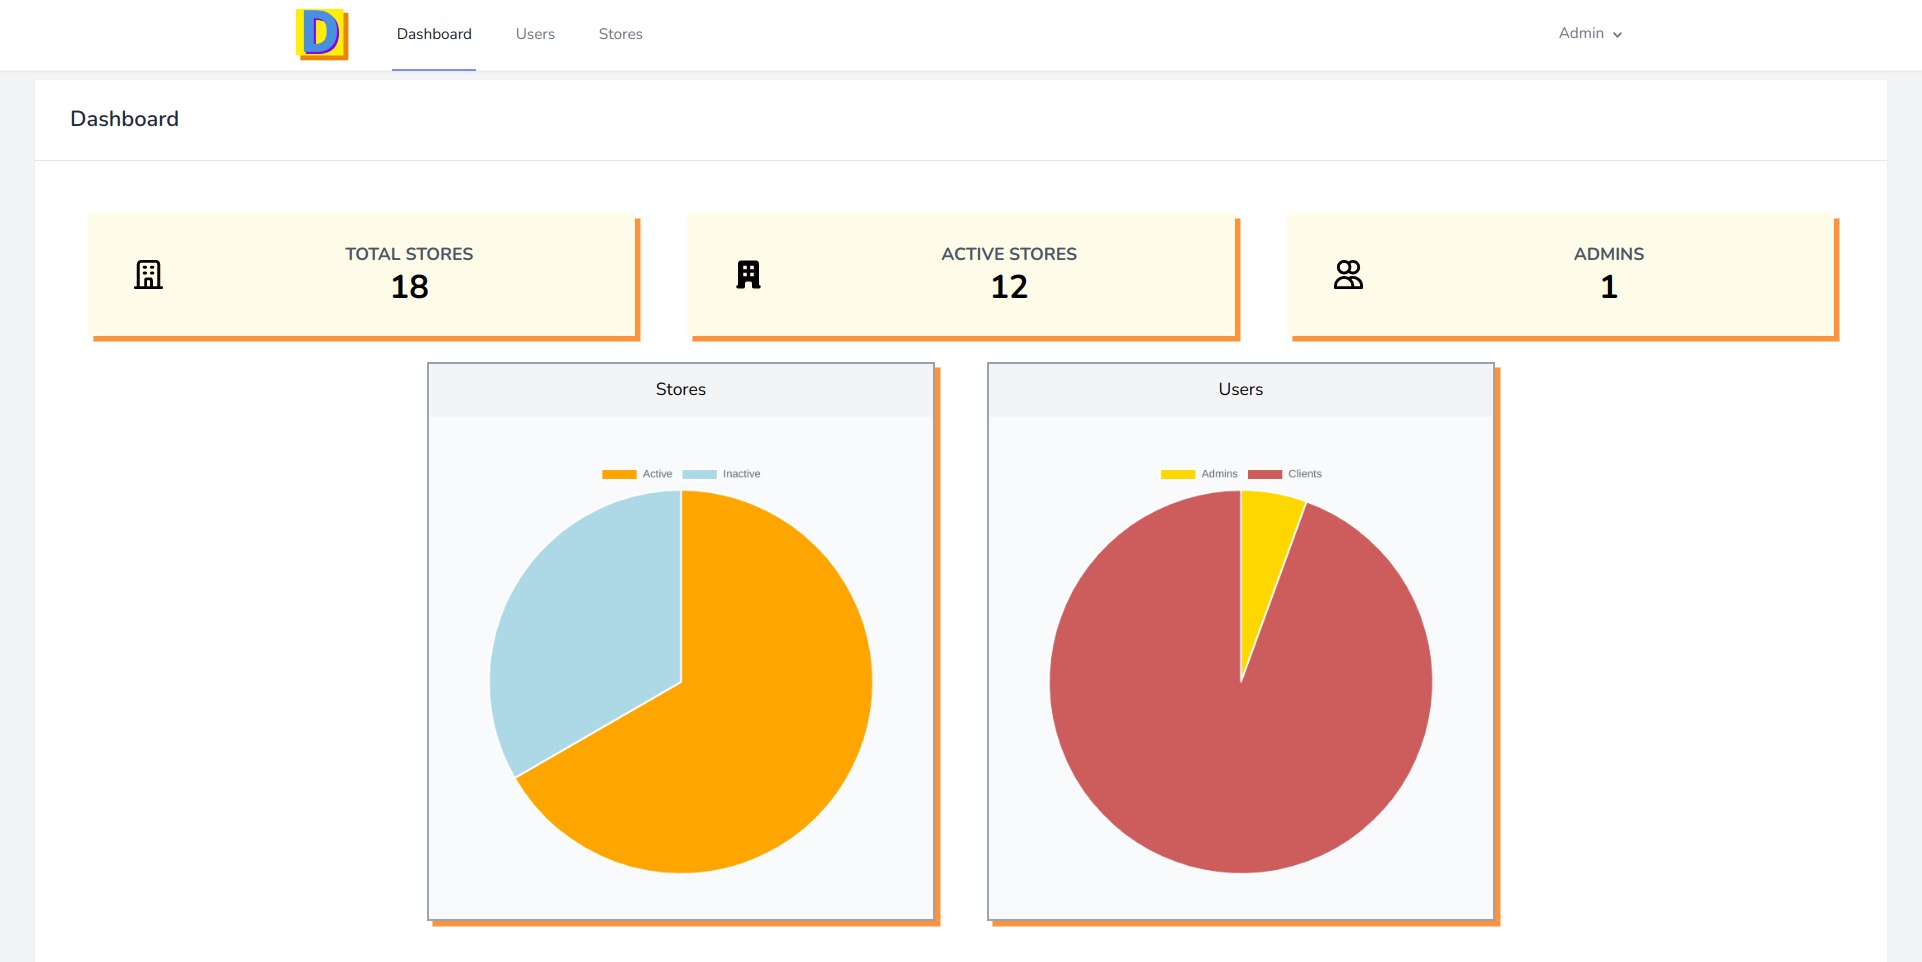 D
Dashboard
Users
Stores
Admin
Dashboard
TOTAL STORES
18
ACTIVE STORES
12
ADMINS
1
Stores
Active
Inactive
Users
Admins
Clients